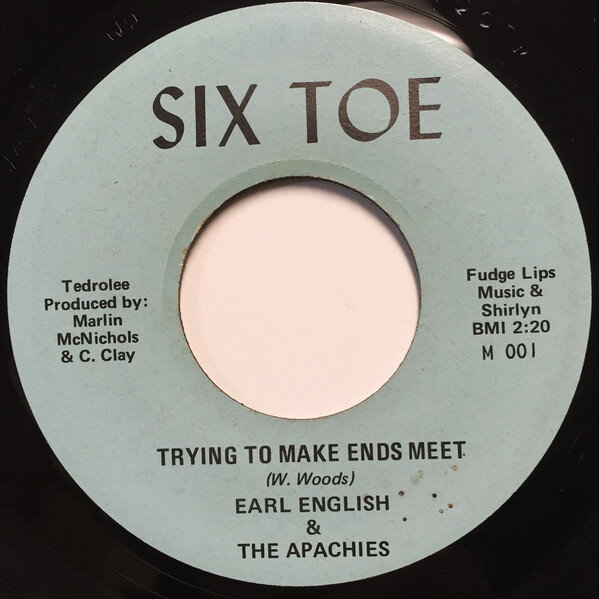 SIX TOE
Tedrolee
Produced by:
Marlin
McNichols
& C. Clay
Fudge Lips
Music &
Shirlyn
BMI 2:20
M 001
TRYING TO MAKE ENDS MEET
(W. Woods)
EARL ENGLISH
&
THE APACHIES